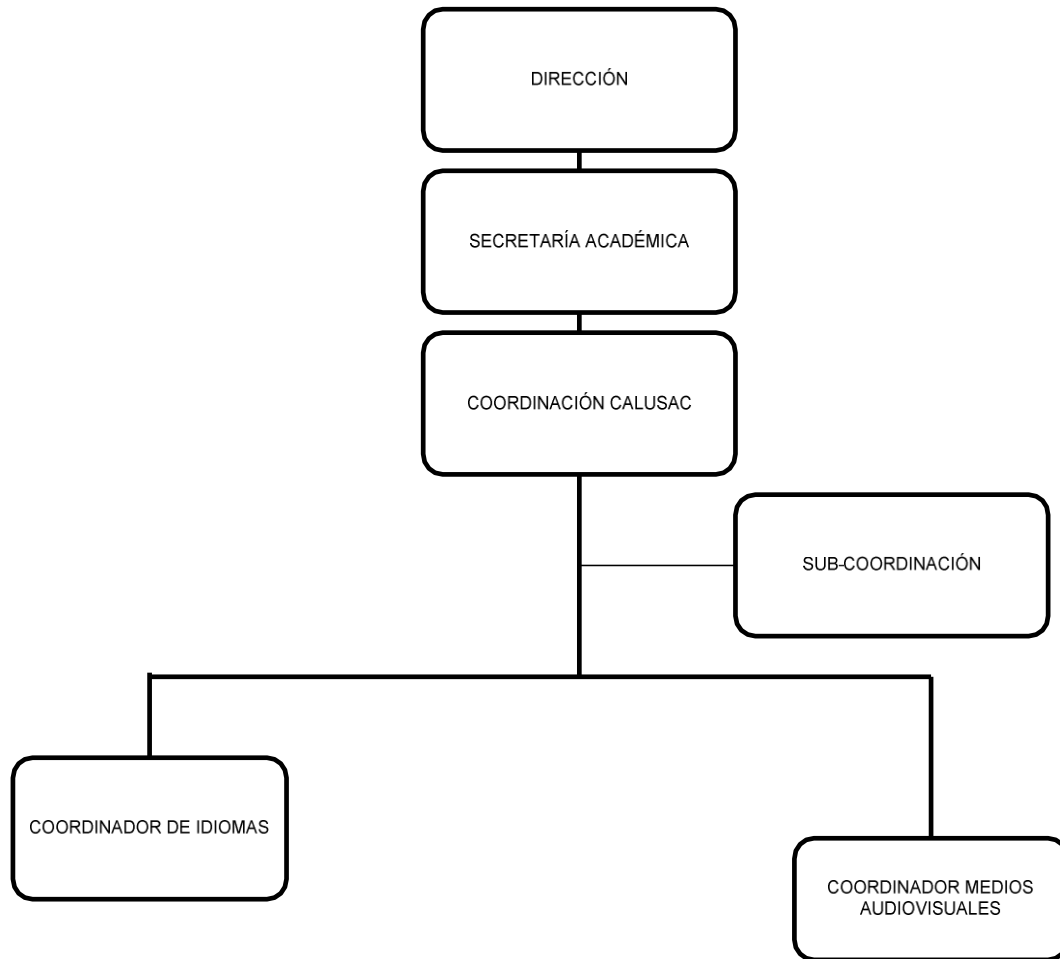 DIRECCIÓN
SECRETARÍA ACADÉMICA
COORDINACIÓN CALUSAC
SUB-COORDINACIÓN
COORDINADOR DE IDIOMAS
COORDINADOR MEDIOS
AUDIOVISUALES